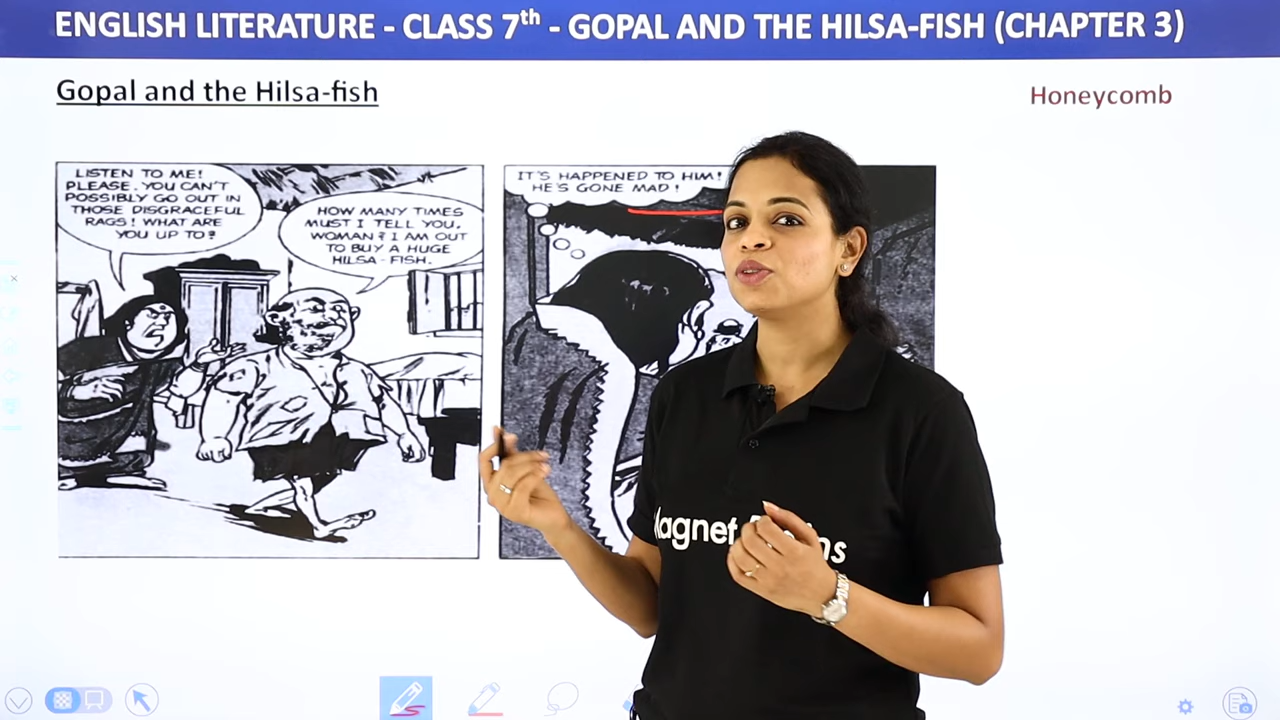 ENGLISH LITERATURE - CLASS 7th - GOPAL AND THE HILSA-FISH (CHAPTER 3)
Gopal and the Hilsa-fish
Honeycomb
LISTEN TO ME!
PLEASE. YOU CAN'T
POSSIBLY GO OUT IN
THOSE DISGRACEFUL
RAGS! WHAT ARE
YOU UP TO?
HOW MANY TIMES
MUST I TELL YOU,
WOMAN? I AM OUT
TO BUY A HUGE
HILSA-FISH.
IT'S HAPPENED TO HIM!
HE'S GONE MAD!
Magnet